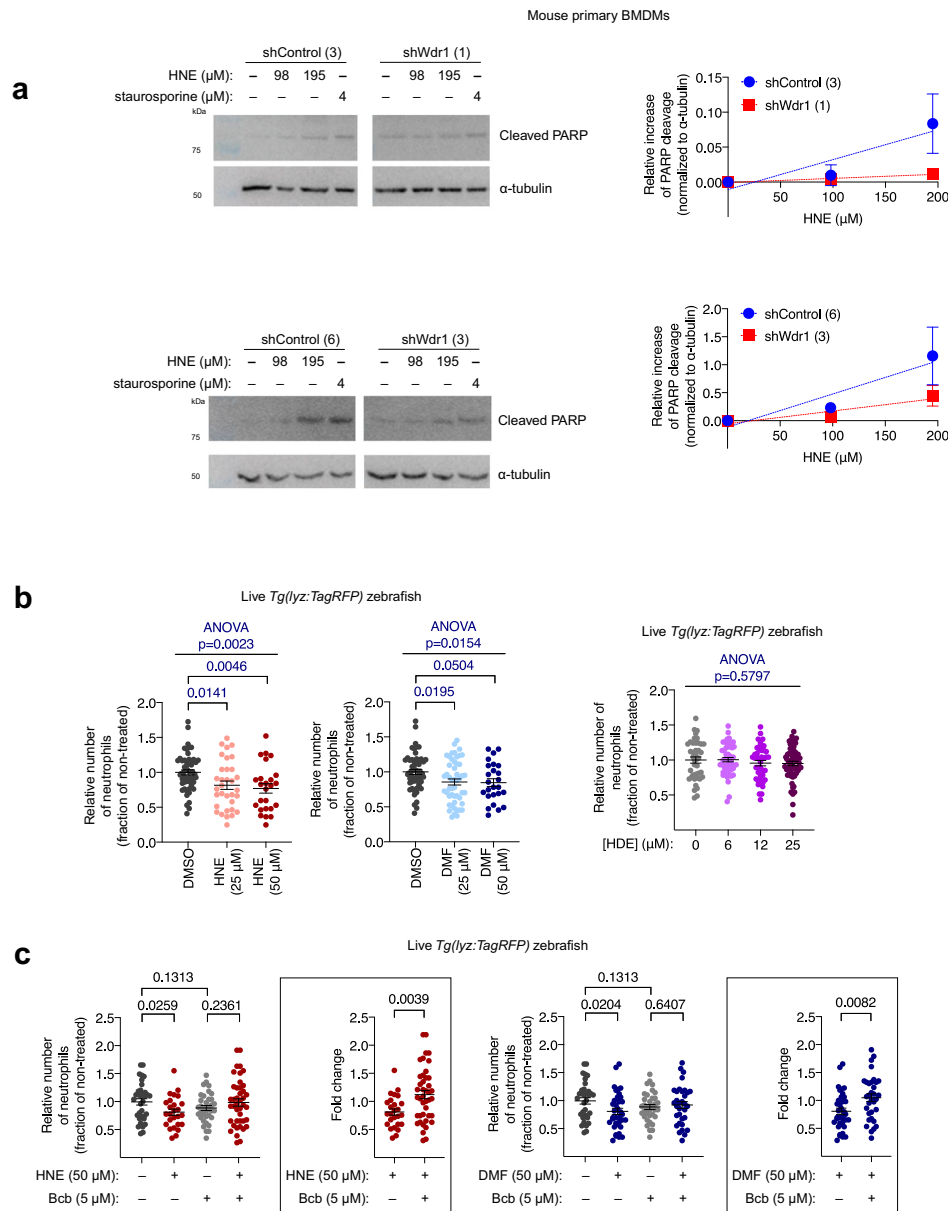 Mouse primary BMDMs
a
shControl (3) shWdr1 (1)
HNE (μM): – 98 195 – – 98 195 –
staurosporine (μM): – – – 4 – – – 4
kDa
75
Cleaved PARP
50
α-tubulin
shControl (3)
shWdr1 (1)
Relative increase
of PARP cleavage
(normalized to α-tubulin)
0.15
0.10
0.05
0.00
0 50 100 150 200
HNE (μM)
shControl (6) shWdr1 (3)
HNE (μM): – 98 195 – – 98 195 –
staurosporine (μM): – – – 4 – – – 4
kDa
75
Cleaved PARP
50
α-tubulin
shControl (6)
shWdr1 (3)
Relative increase
of PARP cleavage
(normalized to α-tubulin)
2.0
1.5
1.0
0.5
0.0
0 50 100 150 200
HNE (μM)
b
Live Tg(lyz:TagRFP) zebrafish
ANOVA
p=0.0023
0.0046
0.0141
Relative number
of neutrophils
(fraction of non-treated)
2.0
1.5
1.0
0.5
0.0
DMSO
HNE
(25 μM)
HNE
(50 μM)
ANOVA
p=0.0154
0.0504
0.0195
Relative number
of neutrophils
(fraction of non-treated)
2.0
1.5
1.0
0.5
0.0
DMSO
DMF
(25 μM)
DMF
(50 μM)
Live Tg(lyz:TagRFP) zebrafish
ANOVA
p=0.5797
Relative number of
neutrophils
(fraction of non-treated)
2.0
1.5
1.0
0.5
[HDE] (μM): 0 6 12 25
c
Live Tg(lyz:TagRFP) zebrafish
0.1313
0.0259 0.2361
Relative number
of neutrophils
(fraction of non-treated)
2.5
2.0
1.5
1.0
0.5
HNE (50 μM): – + – +
Bcb (5 μM): – – + +
0.0039
Fold change
2.5
2.0
1.5
1.0
0.5
HNE (50 μM): + +
Bcb (5 μM): – +
0.1313
0.0204 0.6407
Relative number
of neutrophils
(fraction of non-treated)
2.5
2.0
1.5
1.0
0.5
DMF (50 μM): – + – +
Bcb (5 μM): – – + +
0.0082
Fold change
2.5
2.0
1.5
1.0
0.5
DMF (50 μM): + +
Bcb (5 μM): – +